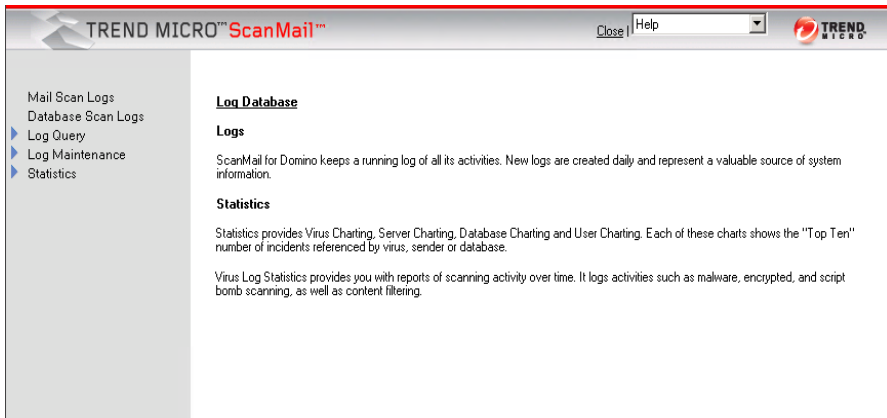 TREND MICRO™ScanMail™
Close | Help
TREND MICRO
Mail Scan Logs
Database Scan Logs
Log Query
Log Maintenance
Statistics
Log Database
Logs
ScanMail for Domino keeps a running log of all its activities. New logs are created daily and represent a valuable source of system
information.
Statistics
Statistics provides Virus Charting, Server Charting, Database Charting and User Charting. Each of these charts shows the "Top Ten"
number of incidents referenced by virus, sender or database.
Virus Log Statistics provides you with reports of scanning activity over time. It logs activities such as malware, encrypted, and script
bomb scanning, as well as content filtering.